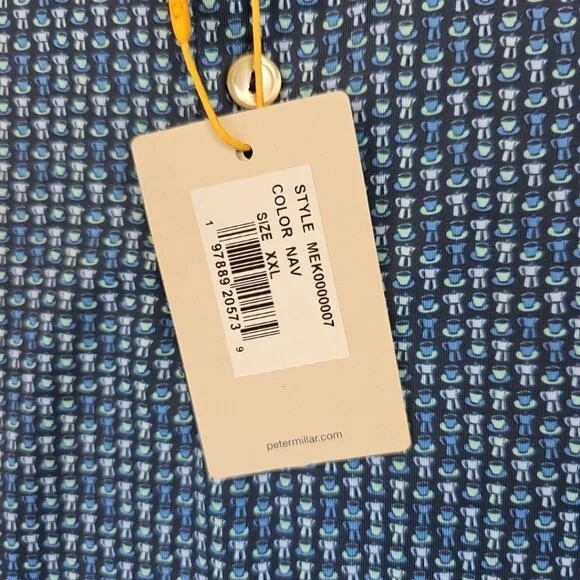 STYLE MEK0000007
COLOR NAV
SIZE XXL
1 97889 20573 9
petermillar.com